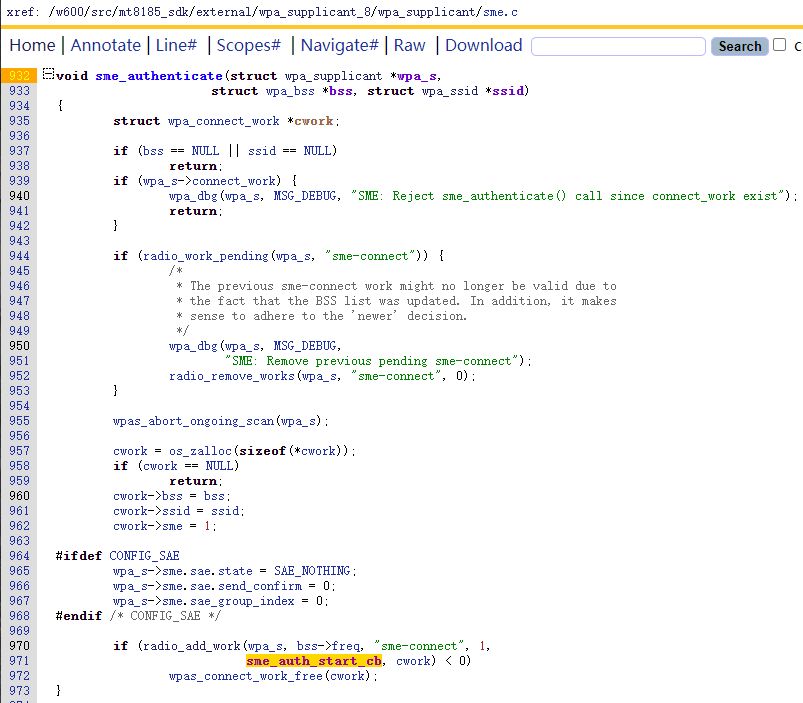 xref: /w600/src/mt8185_sdk/external/wpa_supplicant_8/wpa_supplicant/sme.c
Home | Annotate | Line# | Scopes# | Navigate# | Raw | Download Search c
932 void sme_authenticate(struct wpa_supplicant *wpa_s,
933 struct wpa_bss *bss, struct wpa_ssid *ssid)
934 {
935 struct wpa_connect_work *cwork;
936
937 if (bss == NULL || ssid == NULL)
938 return;
939 if (wpa_s->connect_work) {
940 wpa_dbg(wpa_s, MSG_DEBUG, "SME: Reject sme_authenticate() call since connect_work exist");
941 return;
942 }
943
944 if (radio_work_pending(wpa_s, "sme-connect")) {
945 /*
946 * The previous sme-connect work might no longer be valid due to
947 * the fact that the BSS list was updated. In addition, it makes
948 * sense to adhere to the 'newer' decision.
949 */
950 wpa_dbg(wpa_s, MSG_DEBUG,
951 "SME: Remove previous pending sme-connect");
952 radio_remove_works(wpa_s, "sme-connect", 0);
953 }
954
955 wpas_abort_ongoing_scan(wpa_s);
956
957 cwork = os_zalloc(sizeof(*cwork));
958 if (cwork == NULL)
959 return;
960 cwork->bss = bss;
961 cwork->ssid = ssid;
962 cwork->sme = 1;
963
964 #ifdef CONFIG_SAE
965 wpa_s->sme.sae.state = SAE_NOTHING;
966 wpa_s->sme.sae.send_confirm = 0;
967 wpa_s->sme.sae_group_index = 0;
968 #endif /* CONFIG_SAE */
969
970 if (radio_add_work(wpa_s, bss->freq, "sme-connect", 1,
971 sme_auth_start_cb, cwork) < 0)
972 wpas_connect_work_free(cwork);
973 }